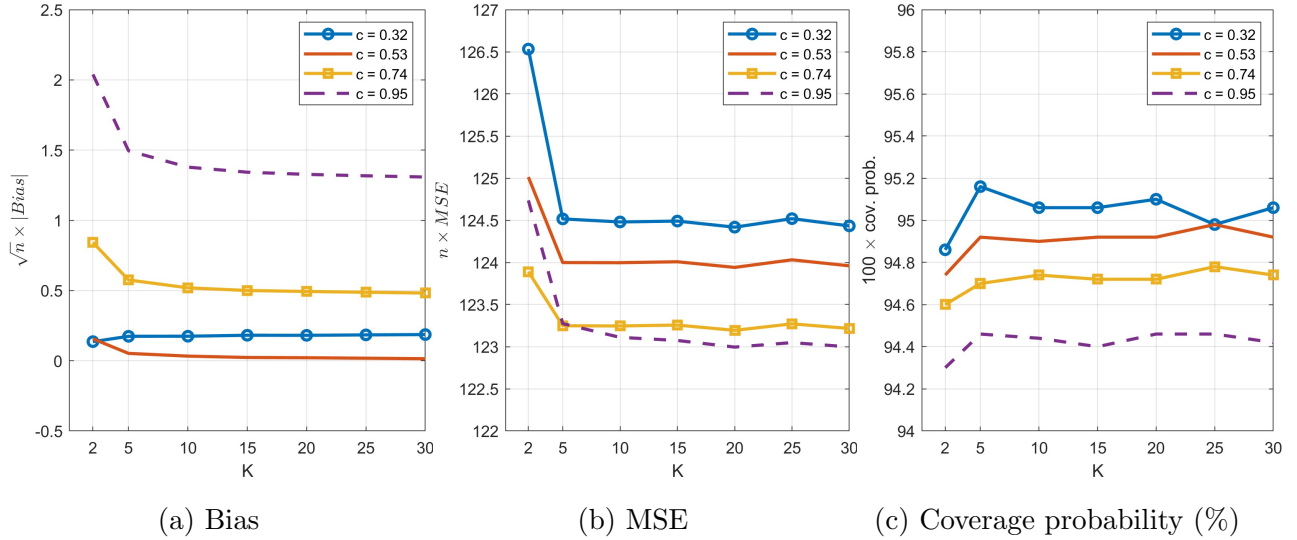 2.5
2
1.5
1
0.5
0
-0.5
√n × |Bias|
2 5 10 15 20 25 30
K
c = 0.32
c = 0.53
c = 0.74
c = 0.95
(a) Bias
127
126.5
126
125.5
125
124.5
124
123.5
123
122.5
122
n × MSE
2 5 10 15 20 25 30
K
c = 0.32
c = 0.53
c = 0.74
c = 0.95
(b) MSE
96
95.8
95.6
95.4
95.2
95
94.8
94.6
94.4
94.2
94
100 × cov. prob.
2 5 10 15 20 25 30
K
c = 0.32
c = 0.53
c = 0.74
c = 0.95
(c) Coverage probability (%)